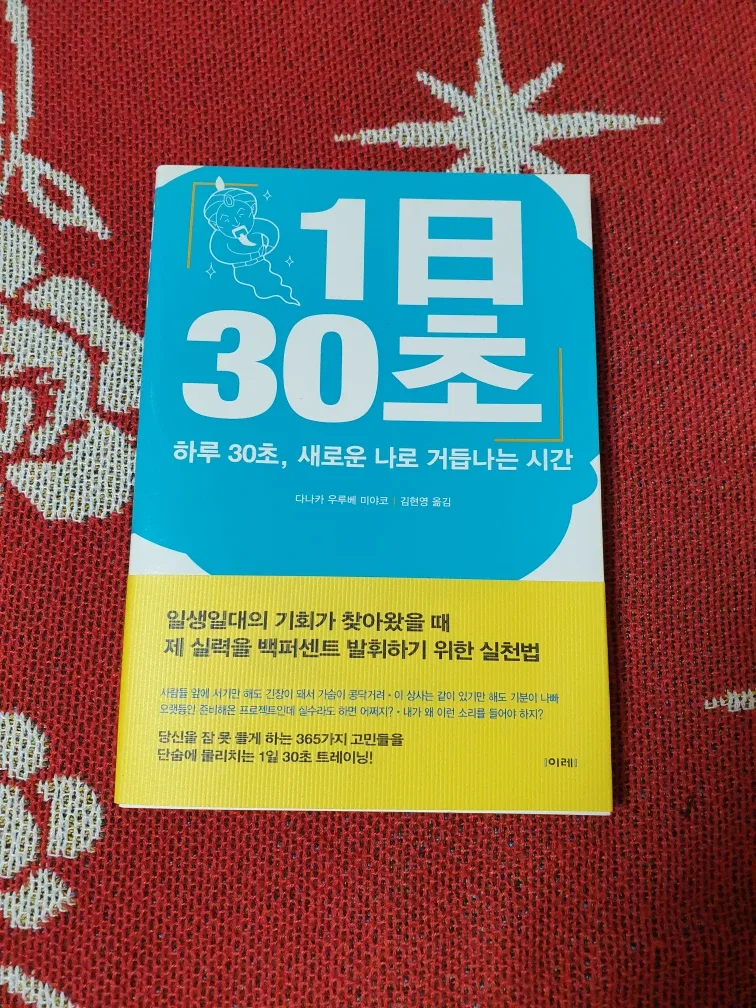 1日
30초
하루 30초, 새로운 나로 거듭나는 시간
다나카 우루베 미야코 | 김현영 옮김
일생일대의 기회가 찾아왔을 때
제 실력을 백퍼센트 발휘하기 위한 실천법
사람들 앞에 서기만 해도 긴장이 돼서 가슴이 콩닥거려 • 이 상사는 같이 있기만 해도 기분이 나빠
오랫동안 준비해온 프로젝트인데 실수라도 하면 어쩌지? • 내가 왜 이런 소리를 들어야 하지?
당신을 잠 못 들게 하는 365가지 고민들을
단숨에 물리치는 1일 30초 트레이닝!
이레